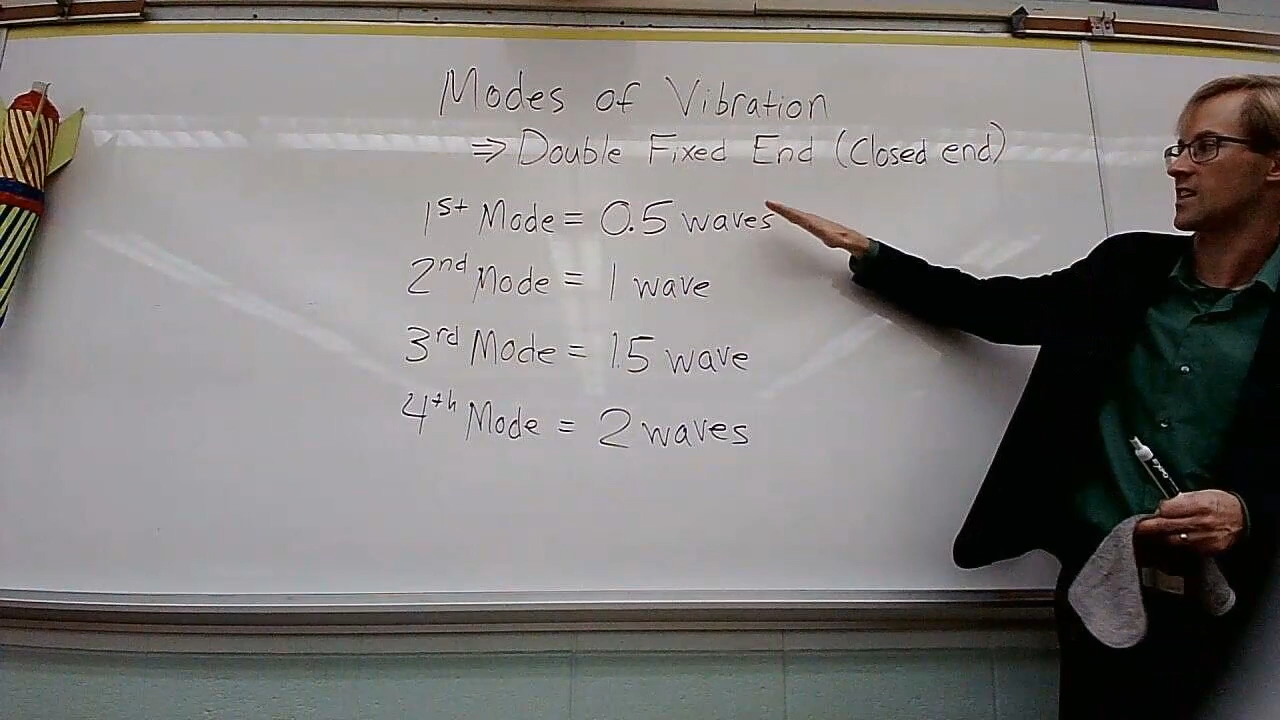 Modes of Vibration
⇒ Double Fixed End (Closed end)
1st Mode = 0.5 waves
2nd Mode = 1 wave
3rd Mode = 1.5 wave
4th Mode = 2 waves